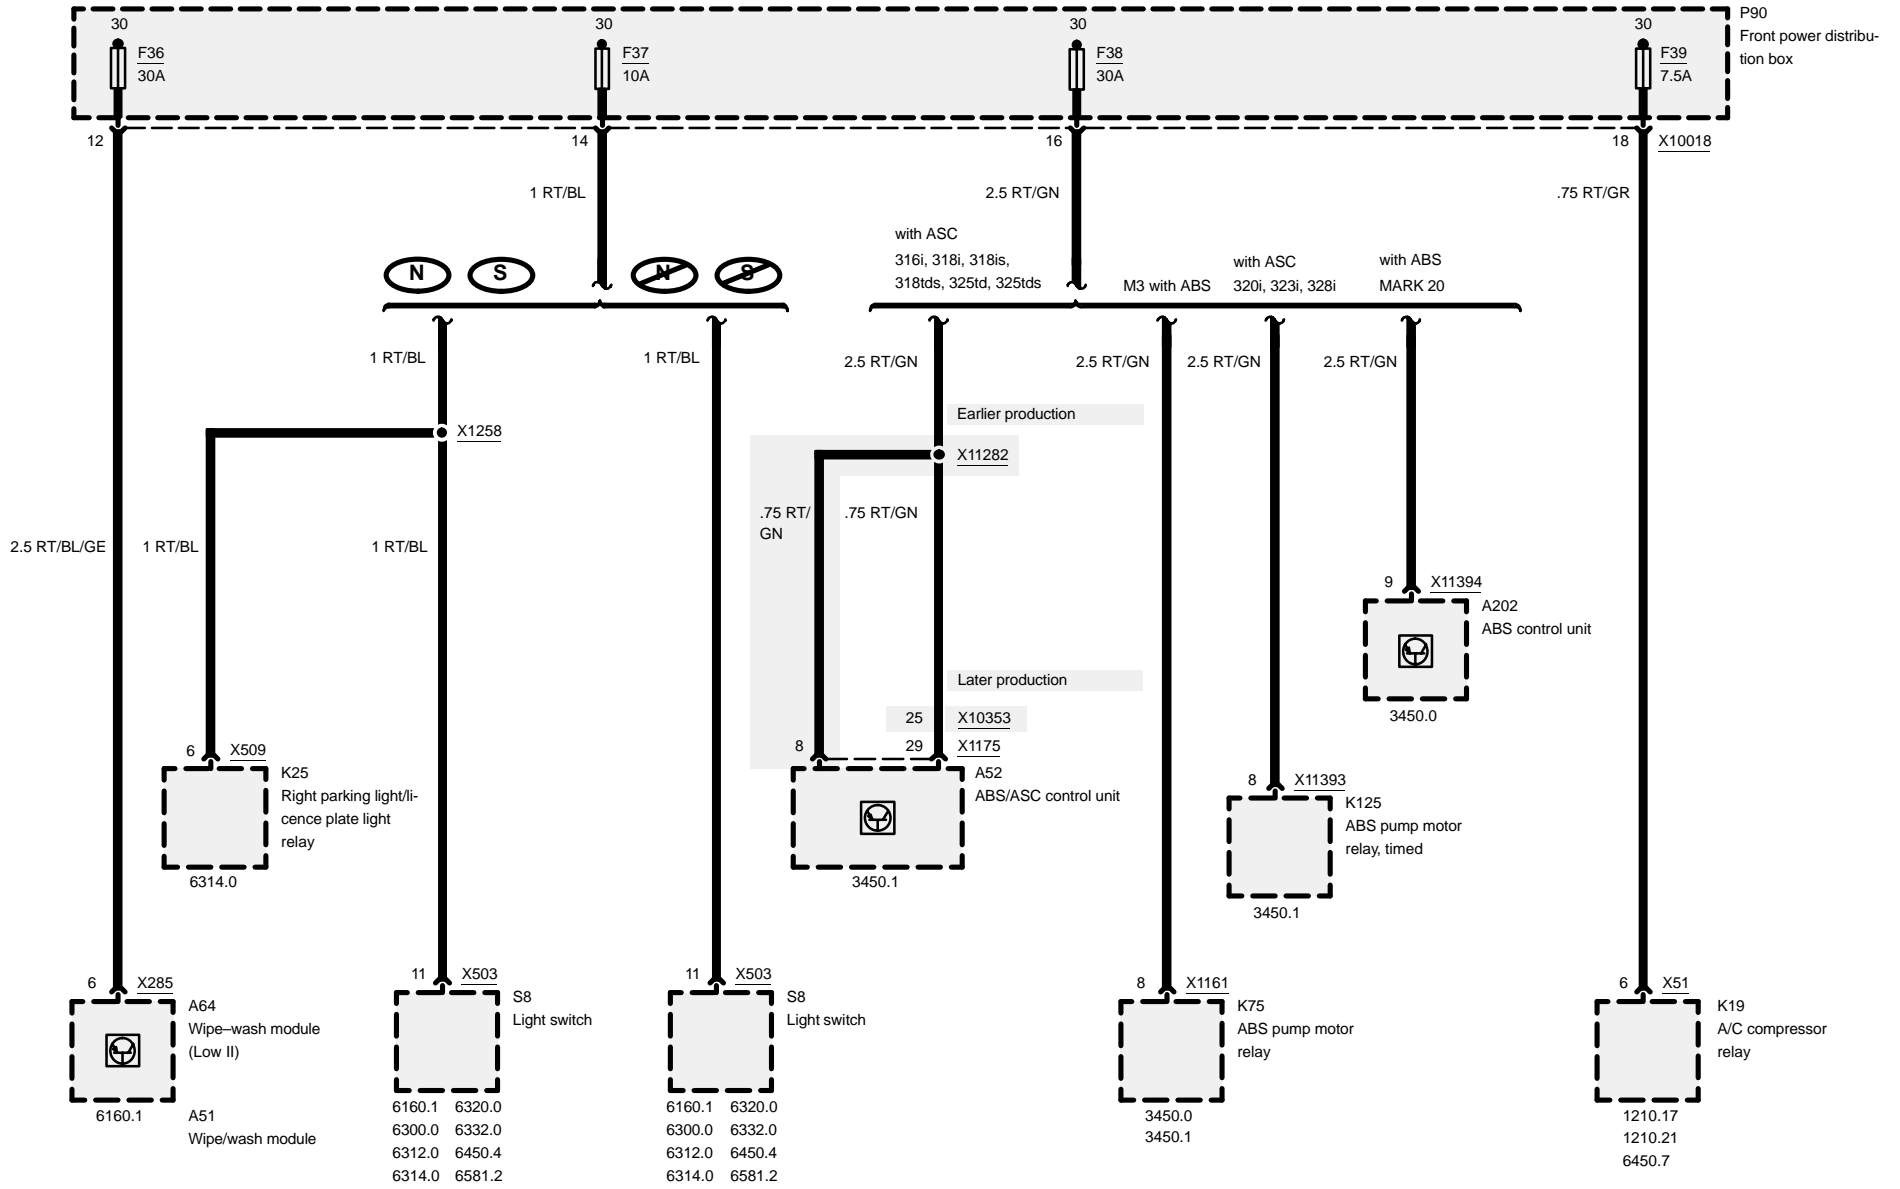 30
30
30
30
P90
Front power distribu-
tion box
F36
30A
F37
10A
F38
30A
F39
7.5A
12
14
16
18
X10018
1 RT/BL
2.5 RT/GN
.75 RT/GR
with ASC
316i, 318i, 318is,
318tds, 325td, 325tds
M3 with ABS
with ASC
320i, 323i, 328i
with ABS
MARK 20
N
S
N
S
1 RT/BL
1 RT/BL
2.5 RT/GN
2.5 RT/GN
2.5 RT/GN
2.5 RT/GN
Earlier production
X1258
X11282
.75 RT/
GN
.75 RT/GN
2.5 RT/BL/GE
1 RT/BL
1 RT/BL
9
X11394
A202
ABS control unit
3450.0
Later production
25
X10353
8
29
X1175
A52
ABS/ASC control unit
3450.1
6
X509
K25
Right parking light/li-
cence plate light
relay
6314.0
8
X11393
K125
ABS pump motor
relay, timed
3450.1
6
X285
A64
Wipe–wash module
(Low II)
6160.1
A51
Wipe/wash module
11
X503
S8
Light switch
6160.1 6320.0
6300.0 6332.0
6312.0 6450.4
6314.0 6581.2
11
X503
S8
Light switch
6160.1 6320.0
6300.0 6332.0
6312.0 6450.4
6314.0 6581.2
8
X1161
K75
ABS pump motor
relay
3450.0
3450.1
6
X51
K19
A/C compressor
relay
1210.17
1210.21
6450.7